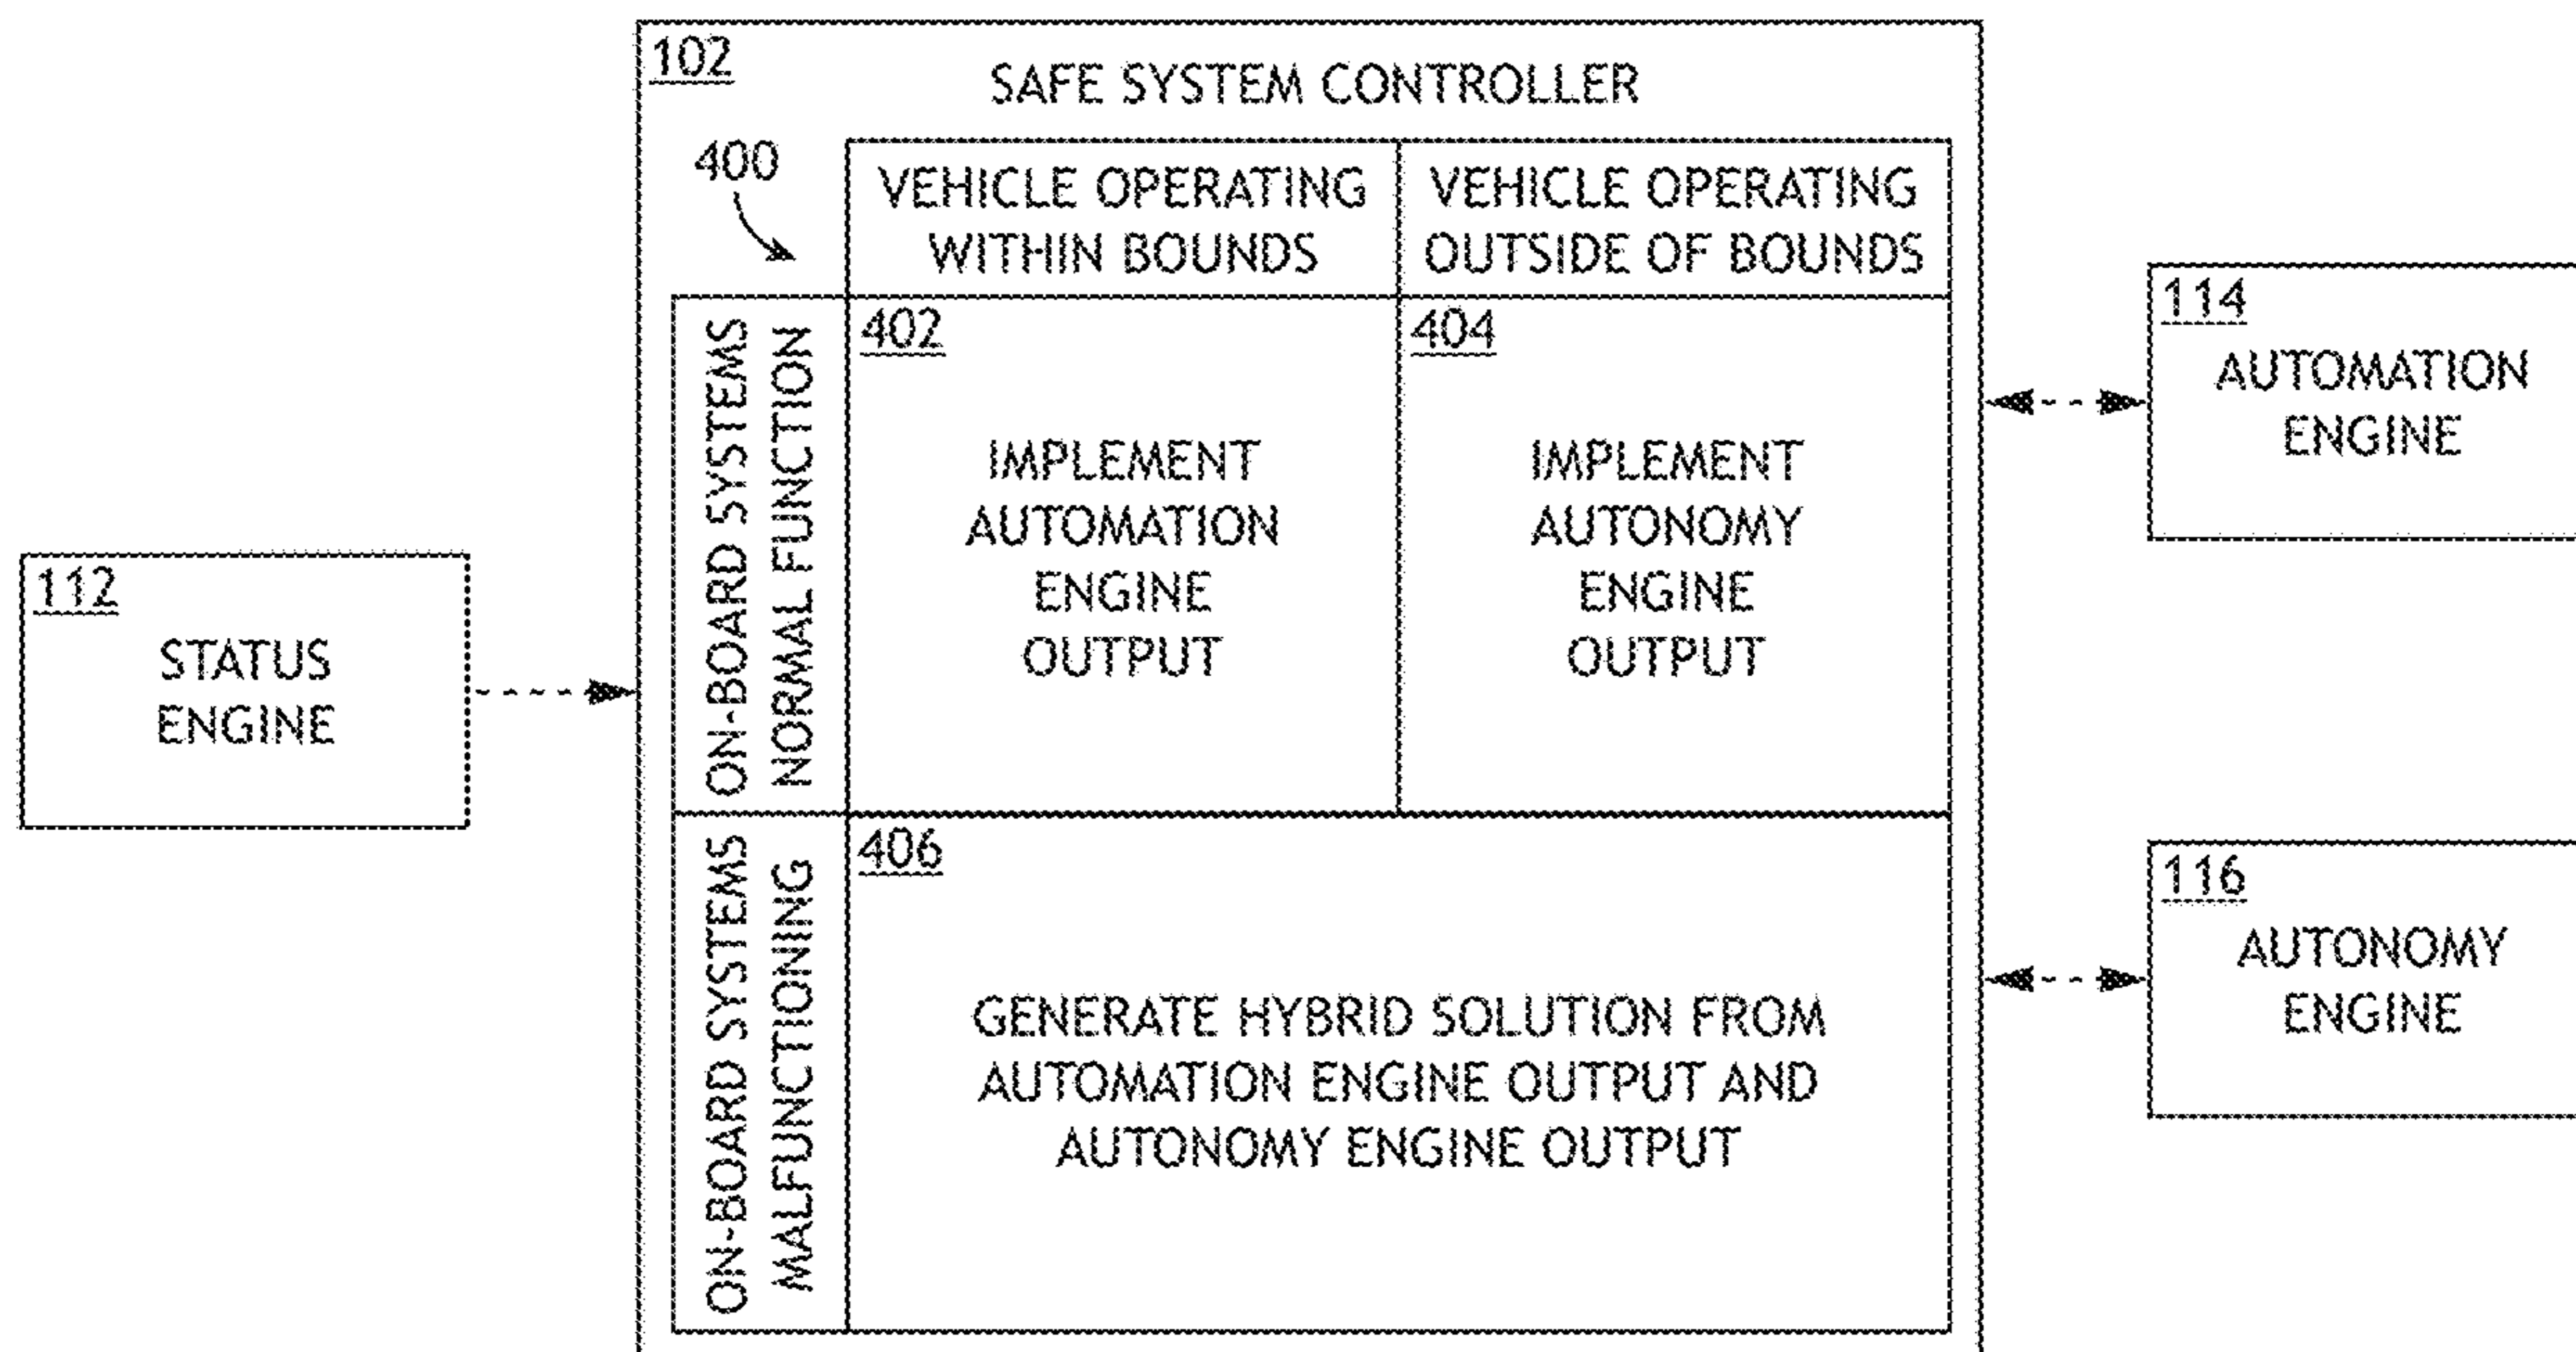 102
SAFE SYSTEM CONTROLLER
400
VEHICLE OPERATING
WITHIN BOUNDS
VEHICLE OPERATING
OUTSIDE OF BOUNDS
ON-BOARD SYSTEMS
NORMAL FUNCTION
402
IMPLEMENT
AUTOMATION
ENGINE
OUTPUT
404
IMPLEMENT
AUTONOMY
ENGINE
OUTPUT
ON-BOARD SYSTEMS
MALFUNCTIONING
406
GENERATE HYBRID SOLUTION FROM
AUTOMATION ENGINE OUTPUT AND
AUTONOMY ENGINE OUTPUT
112
STATUS
ENGINE
114
AUTOMATION
ENGINE
116
AUTONOMY
ENGINE